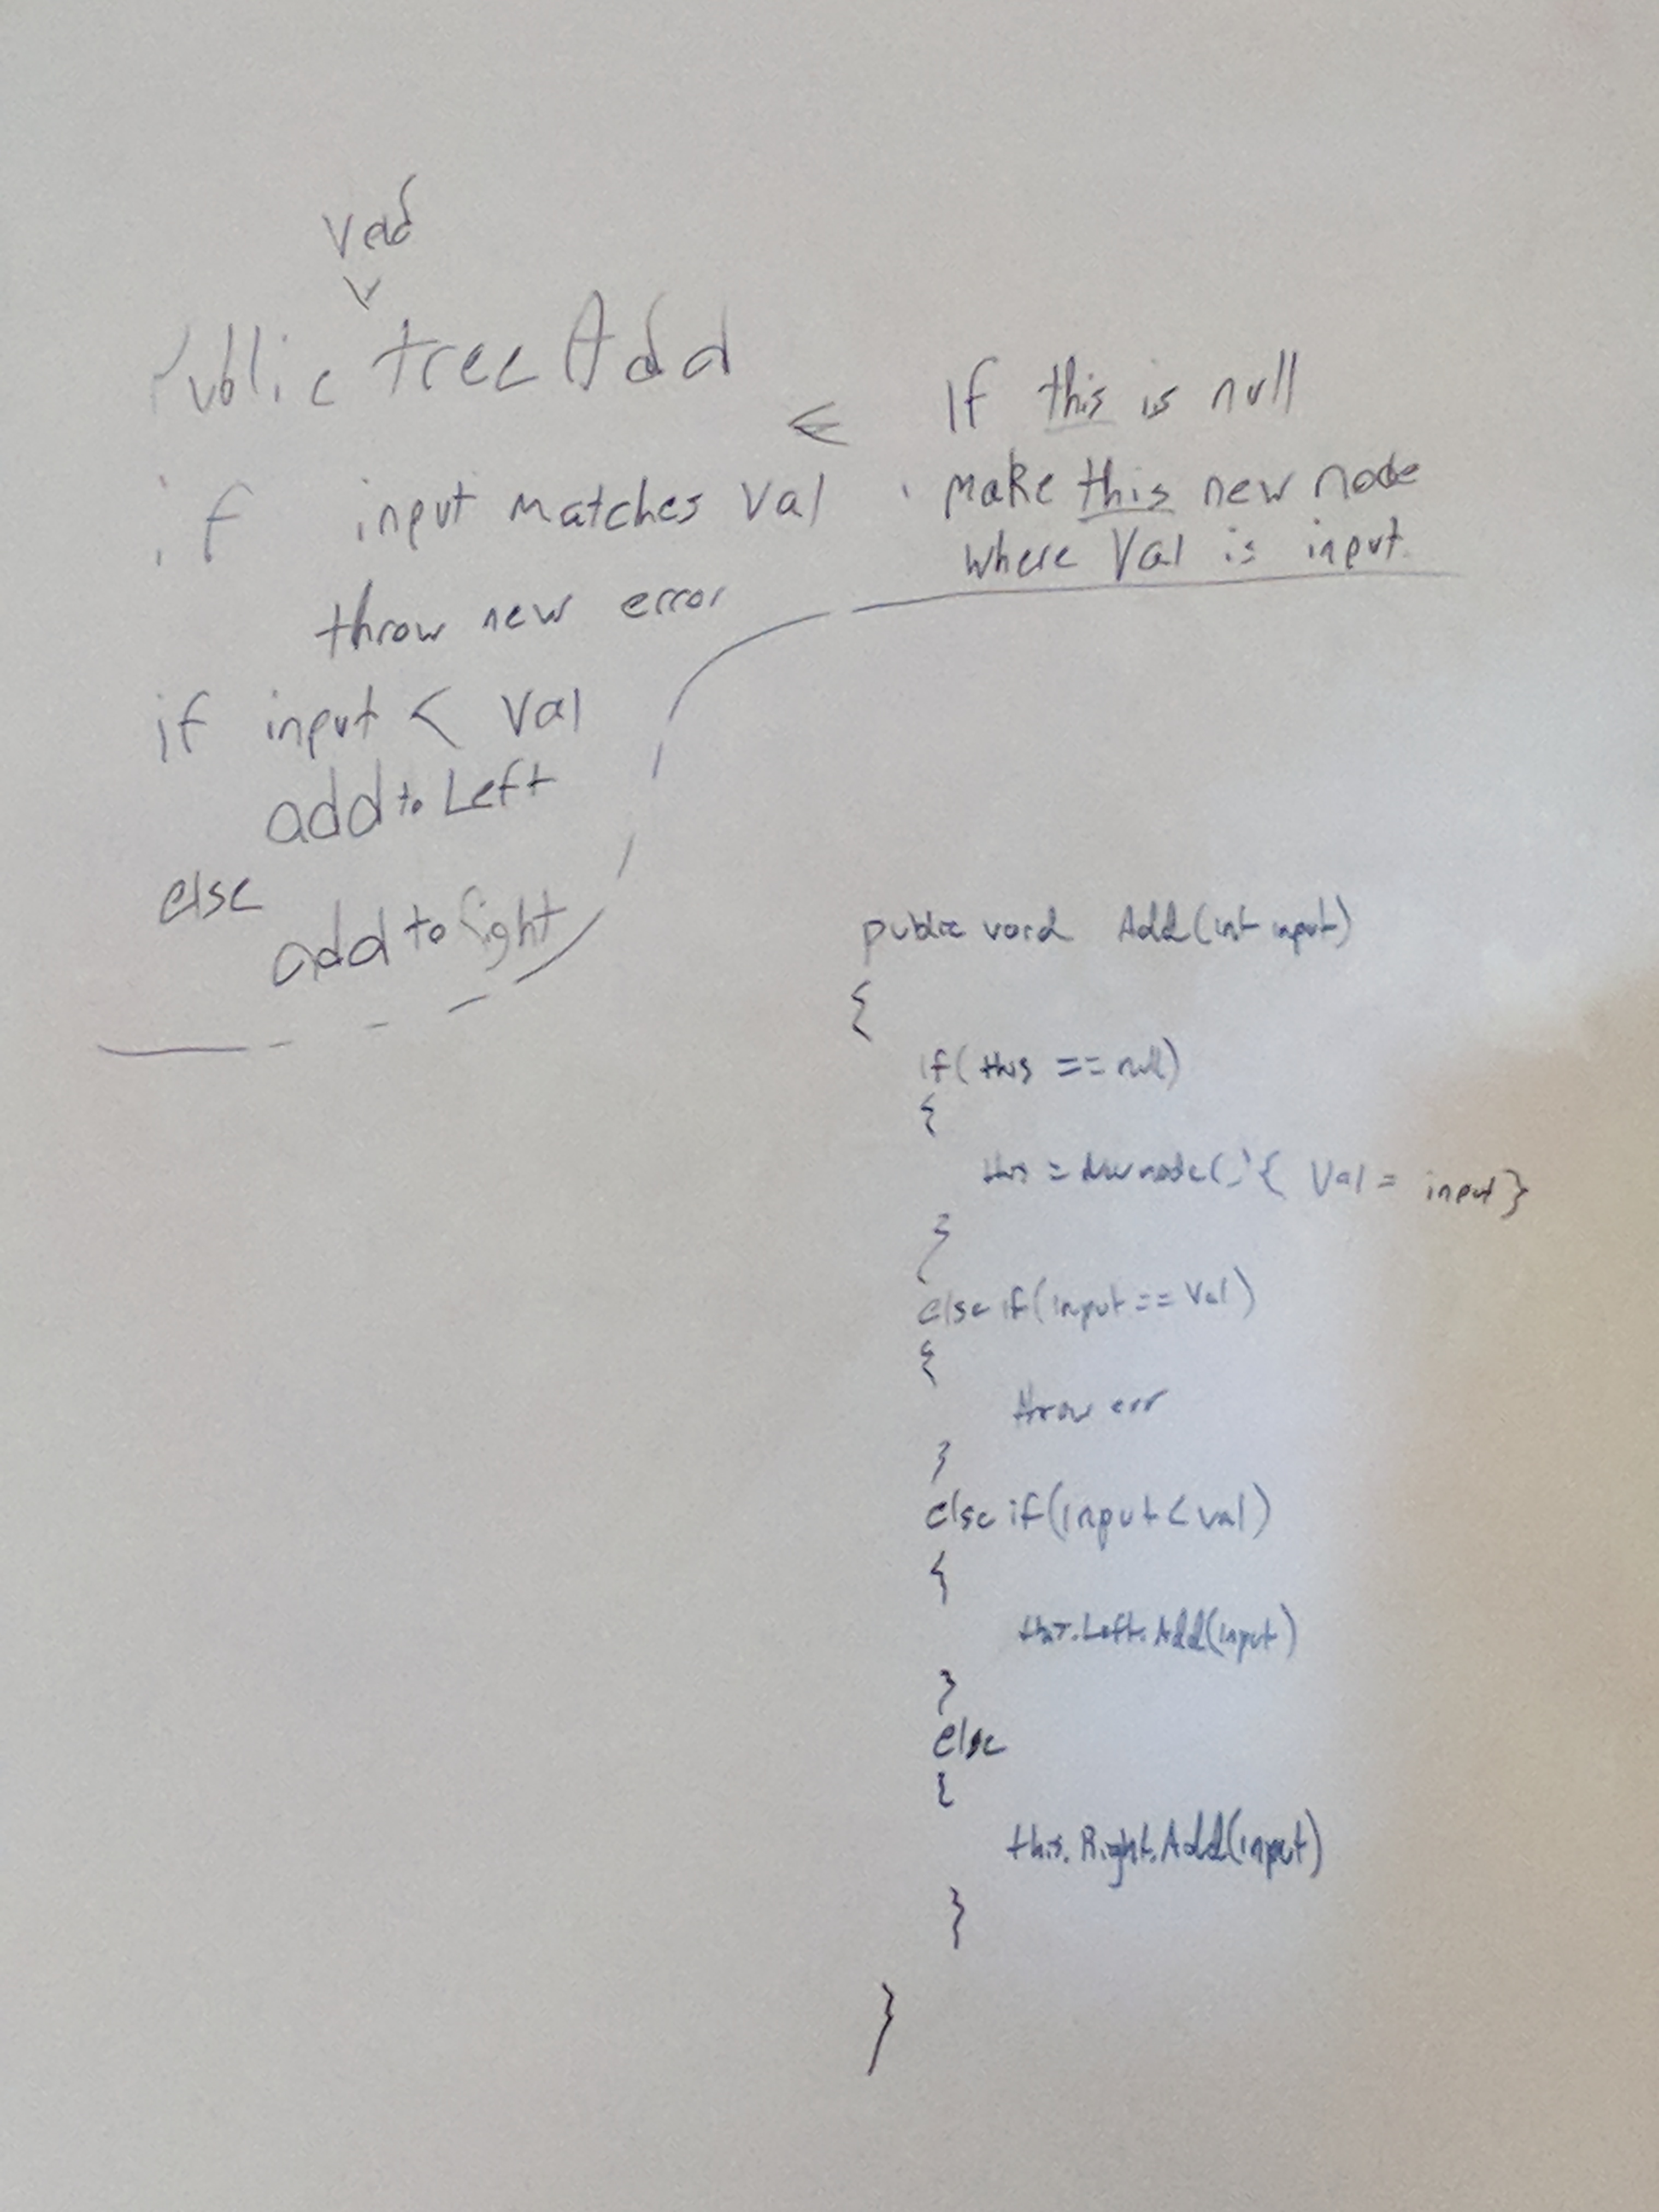 void
v
Public tree Add
if input matches Val
throw new error
if input < Val
add to Left
else
add to Right
<= If this is null
make this new node
where Val is input.
public void Add(int input)
{
if(this == null)
{
this = New node() { Val = input}
}
else if(input == Val)
{
throw err
}
else if(input < val)
{
this.Left.Add(input)
}
else
{
this.Right.Add(input)
}
}